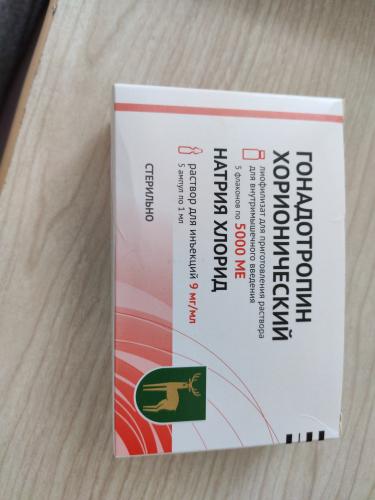 ГОНАДОТРОПИН
ХОРИОНИЧЕСКИЙ
лиофилизат для приготовления раствора
для внутримышечного введения
5 флаконов по 5000 МЕ
НАТРИЯ ХЛОРИД
раствор для инъекций 9 мг/мл
5 ампул по 1 мл
СТЕРИЛЬНО